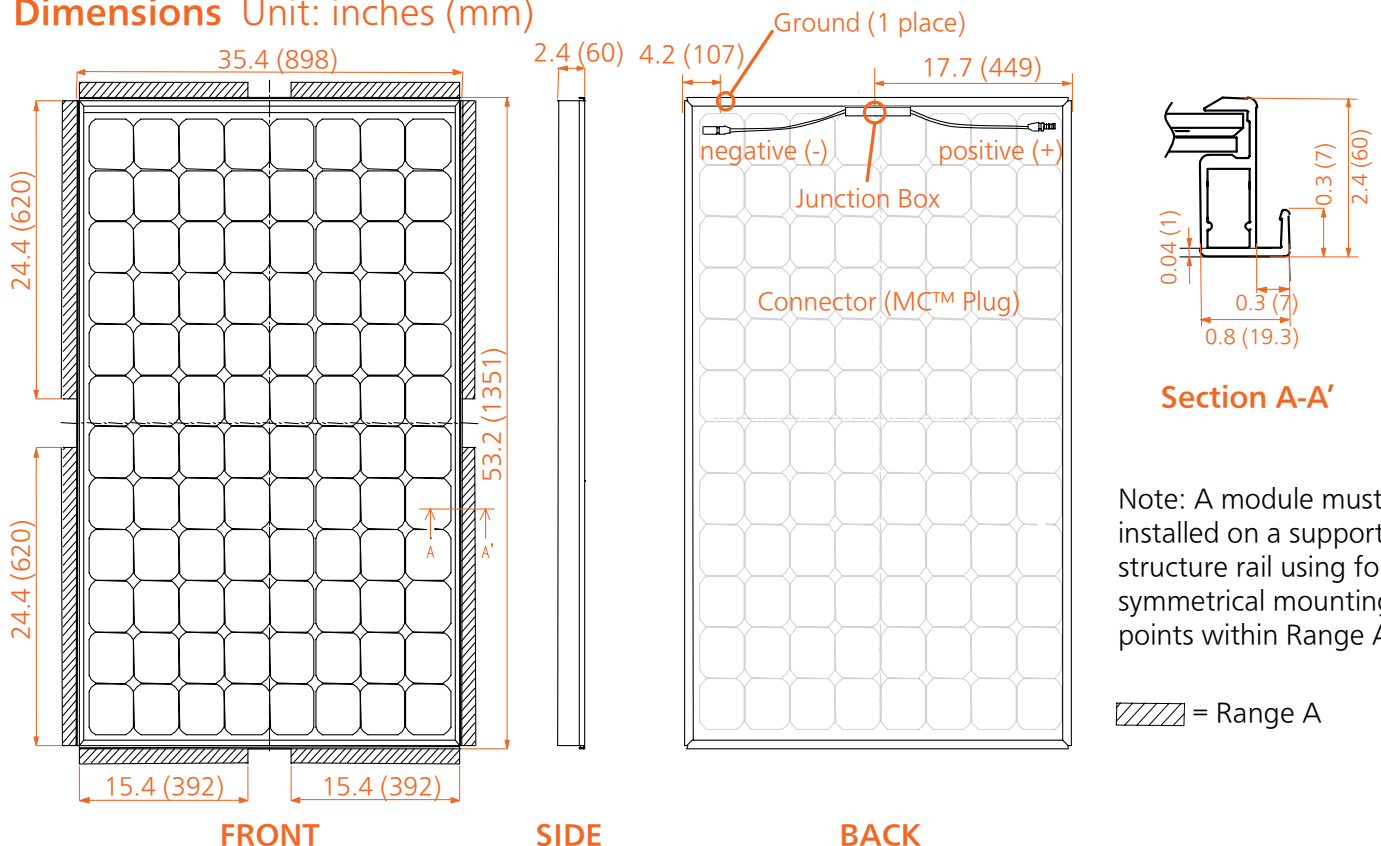 Dimensions Unit: inches (mm)
35.4 (898)
2.4 (60)
4.2 (107)
Ground (1 place)
17.7 (449)
negative (-)
positive (+)
Junction Box
Connector (MC™ Plug)
24.4 (620)
24.4 (620)
53.2 (1351)
A
A'
15.4 (392)
15.4 (392)
FRONT
SIDE
BACK
0.3 (7)
2.4 (60)
0.04 (1)
0.3 (7)
0.8 (19.3)
Section A-A'
Note: A module must
installed on a support
structure rail using fo
symmetrical mounting
points within Range A
= Range A